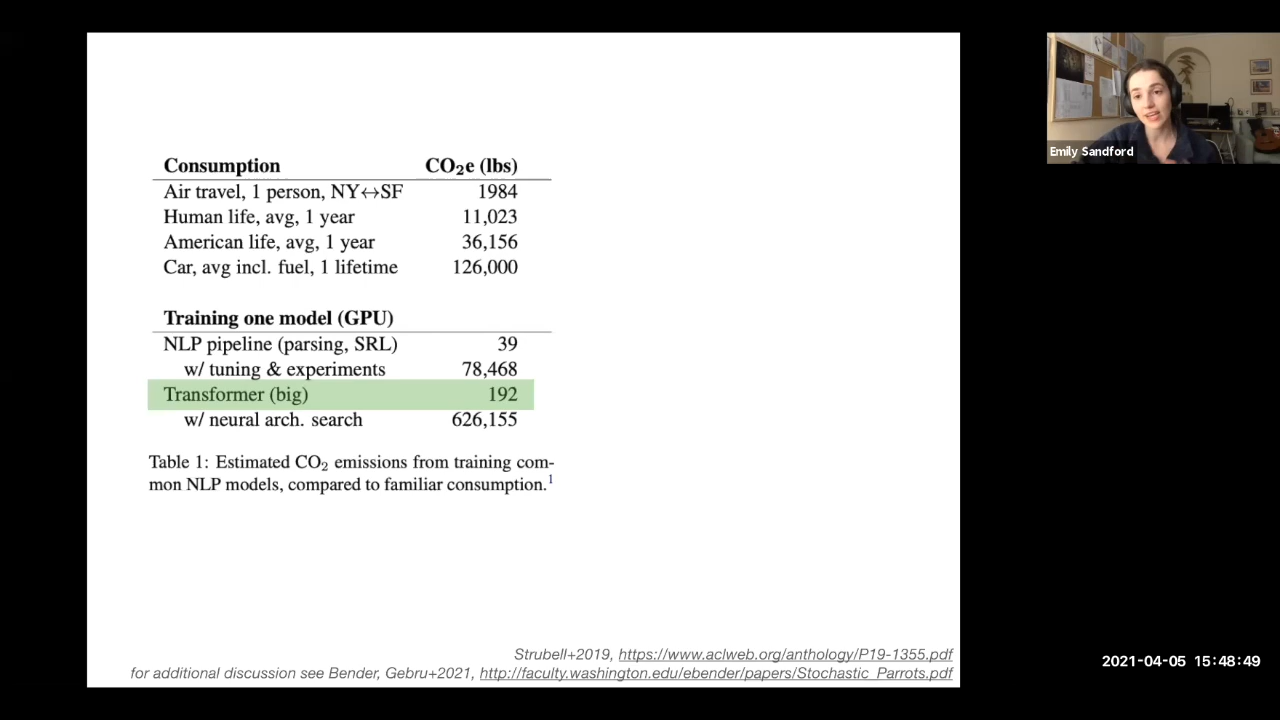 Consumption CO₂e (lbs)
Air travel, 1 person, NY↔SF 1984
Human life, avg, 1 year 11,023
American life, avg, 1 year 36,156
Car, avg incl. fuel, 1 lifetime 126,000
Training one model (GPU)
NLP pipeline (parsing, SRL) 39
w/ tuning & experiments 78,468
Transformer (big) 192
w/ neural arch. search 626,155
Table 1: Estimated CO₂ emissions from training com-
mon NLP models, compared to familiar consumption.¹
Strubell+2019, https://www.aclweb.org/anthology/P19-1355.pdf
for additional discussion see Bender, Gebru+2021, http://faculty.washington.edu/ebender/papers/Stochastic_Parrots.pdf
Emily Sandford
2021-04-05 15:48:49